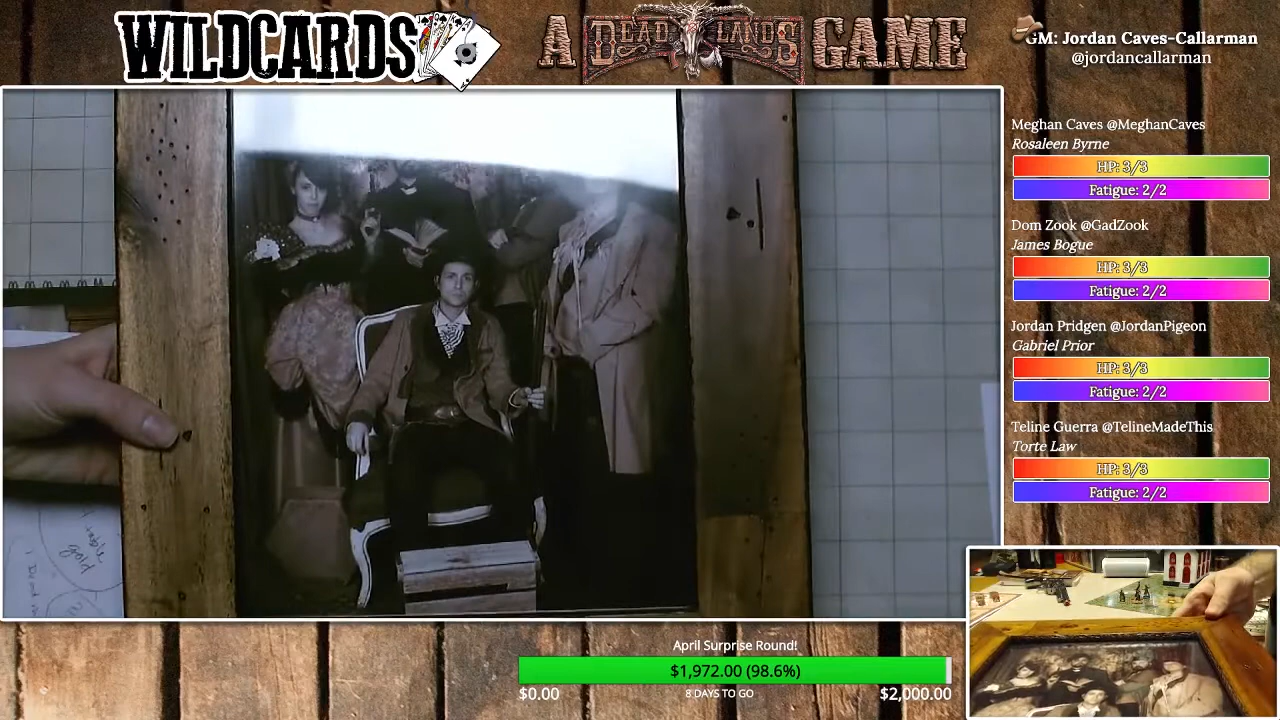 WILDCARDS
A DEADLANDS GAME
GM: Jordan Caves-Callarman
@jordancallarman
Meghan Caves @MeghanCaves
Rosaleen Byrne
HP: 3/3
Fatigue: 2/2
Dom Zook @GadZook
James Bogue
HP: 3/3
Fatigue: 2/2
Jordan Pridgen @JordanPigeon
Gabriel Prior
HP: 3/3
Fatigue: 2/2
Teline Guerra @TelineMadeThis
Torte Law
HP: 3/3
Fatigue: 2/2
gold
April Surprise Round!
$1,972.00 (98.6%)
$0.00
8 DAYS TO GO
$2,000.00